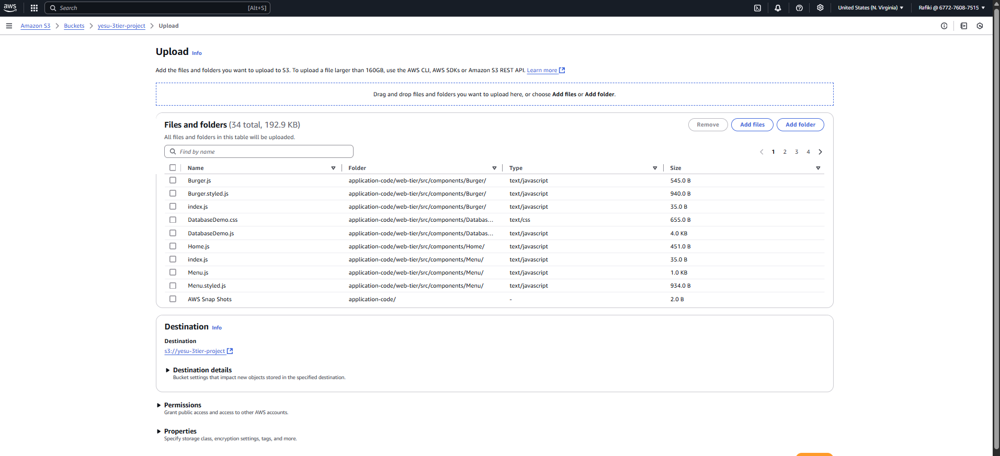 aws Search [Alt+S] United States (N. Virginia) Rafiki @ 6772-7608-7515
Amazon S3 Buckets yesu-3tier-project Upload
Upload Info
Add the files and folders you want to upload to S3. To upload a file larger than 160GB, use the AWS CLI, AWS SDKs or Amazon S3 REST API. Learn more
Drag and drop files and folders you want to upload here, or choose Add files or Add folder.
Files and folders (34 total, 192.9 KB) Remove Add files Add folder
All files and folders in this table will be uploaded.
Find by name 1 2 3 4
Name Folder Type Size
Burger.js application-code/web-tier/src/components/Burger/ text/javascript 545.0 B
Burger.styled.js application-code/web-tier/src/components/Burger/ text/javascript 940.0 B
index.js application-code/web-tier/src/components/Burger/ text/javascript 35.0 B
DatabaseDemo.css application-code/web-tier/src/components/Databas... text/css 655.0 B
DatabaseDemo.js application-code/web-tier/src/components/Databas... text/javascript 4.0 KB
Home.js application-code/web-tier/src/components/Home/ text/javascript 451.0 B
index.js application-code/web-tier/src/components/Menu/ text/javascript 35.0 B
Menu.js application-code/web-tier/src/components/Menu/ text/javascript 1.0 KB
Menu.styled.js application-code/web-tier/src/components/Menu/ text/javascript 934.0 B
AWS Snap Shots application-code/ - 2.0 B
Destination Info
Destination
s3://yesu-3tier-project
Destination details
Bucket settings that impact new objects stored in the specified destination.
Permissions
Grant public access and access to other AWS accounts.
Properties
Specify storage class, encryption settings, tags, and more.